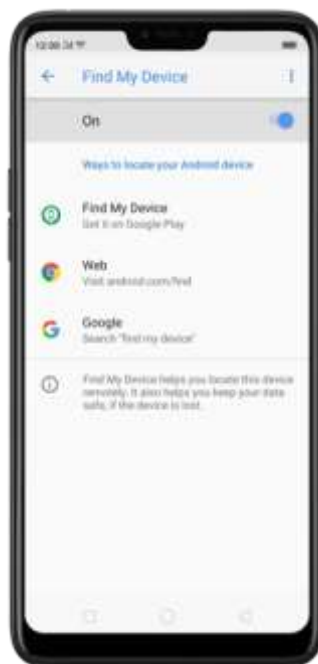 Find My Device
On
Ways to locate your Android device
Find My Device
Get it on Google Play
Web
Visit android.com/find
Google
Search "find my device"
Find My Device helps you locate this device
remotely. It also helps you keep your data
safe, if the device is lost.